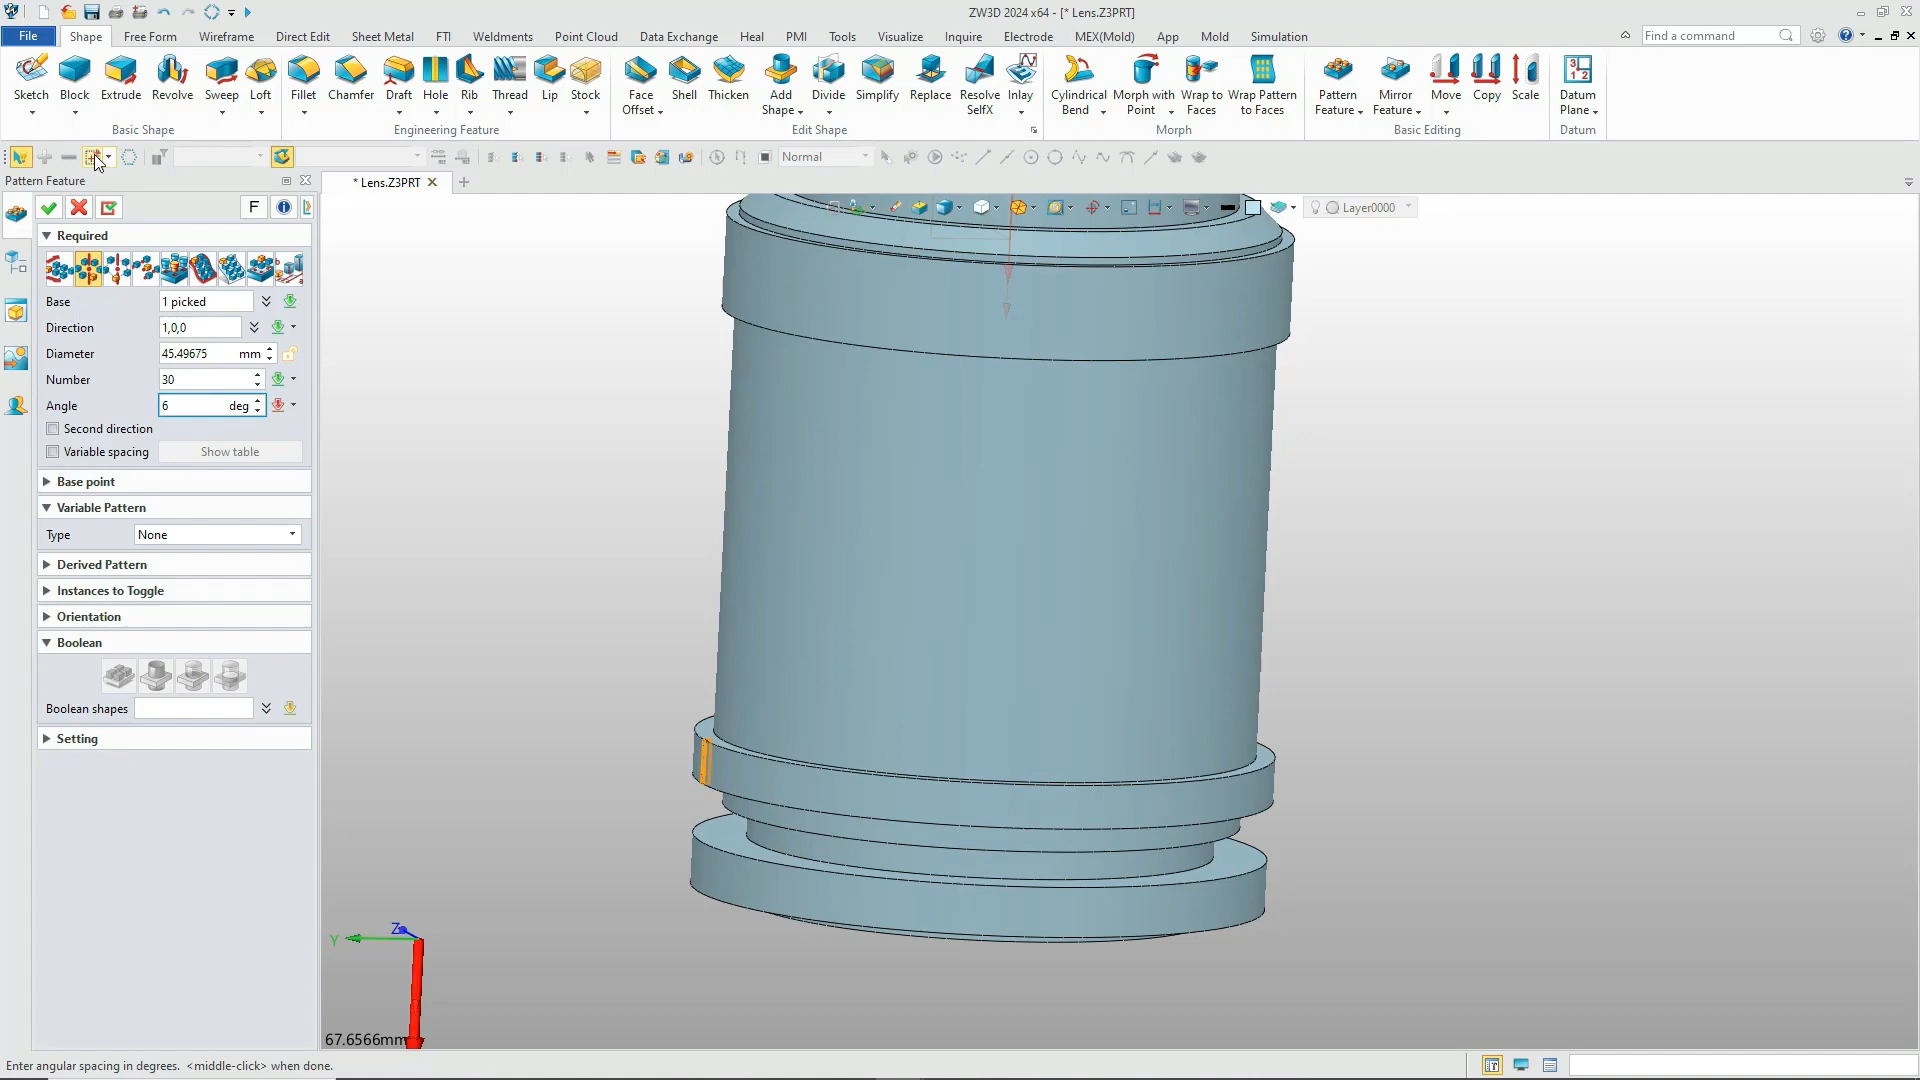 ZW3D 2024 x64 - [* Lens.Z3PRT]
File Shape Free Form Wireframe Direct Edit Sheet Metal FTI Weldments Point Cloud Data Exchange Heal PMI Tools Visualize Inquire Electrode MEX(Mold) App Mold Simulation Find a command
Sketch Block Extrude Revolve Sweep Loft Fillet Chamfer Draft Hole Rib Thread Lip Stock Face Offset Shell Thicken Add Shape Divide Simplify Replace Resolve SelfX Inlay Cylindrical Bend Morph with Point Wrap to Faces Wrap Pattern to Faces Pattern Feature Mirror Feature Move Copy Scale Datum Plane
Basic Shape Engineering Feature Edit Shape Morph Basic Editing Datum
Normal
Pattern Feature * Lens.Z3PRT
F Layer0000
Required
Base 1 picked
Direction 1,0,0
Diameter 45.49675 mm
Number 30
Angle 6 deg
Second direction
Variable spacing Show table
Base point
Variable Pattern
Type None
Derived Pattern
Instances to Toggle
Orientation
Boolean
Boolean shapes
Setting
Z
Y
67.6566mm
Enter angular spacing in degrees. <middle-click> when done.